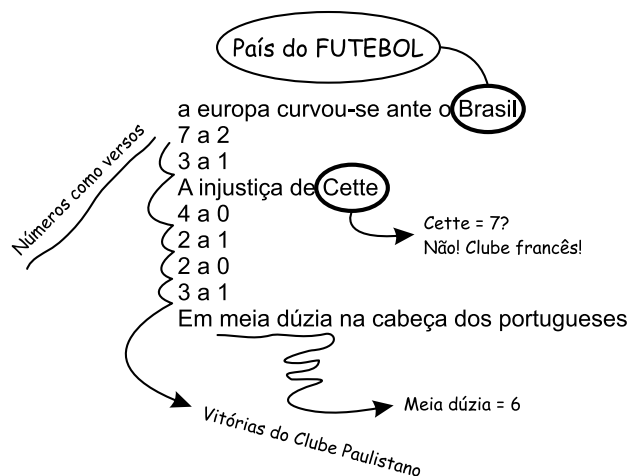 País do FUTEBOL
a europa curvou-se ante o Brasil
7 a 2
3 a 1
A injustiça de Cette
4 a 0
2 a 1
2 a 0
3 a 1
Em meia dúzia na cabeça dos portugueses
Números como versos
Cette = 7?
Não! Clube francês!
Meia dúzia = 6
Vitórias do Clube Paulistano